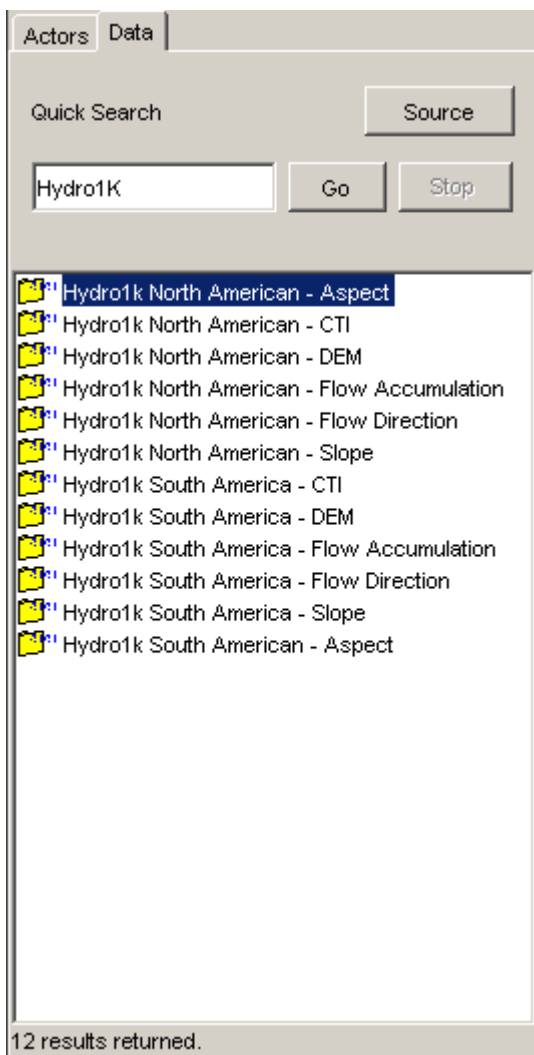 Actors Data
Quick Search Source
Hydro1K Go Stop
Hydro1k North American - Aspect
Hydro1k North American - CTI
Hydro1k North American - DEM
Hydro1k North American - Flow Accumulation
Hydro1k North American - Flow Direction
Hydro1k North American - Slope
Hydro1k South America - CTI
Hydro1k South America - DEM
Hydro1k South America - Flow Accumulation
Hydro1k South America - Flow Direction
Hydro1k South America - Slope
Hydro1k South American - Aspect
12 results returned.